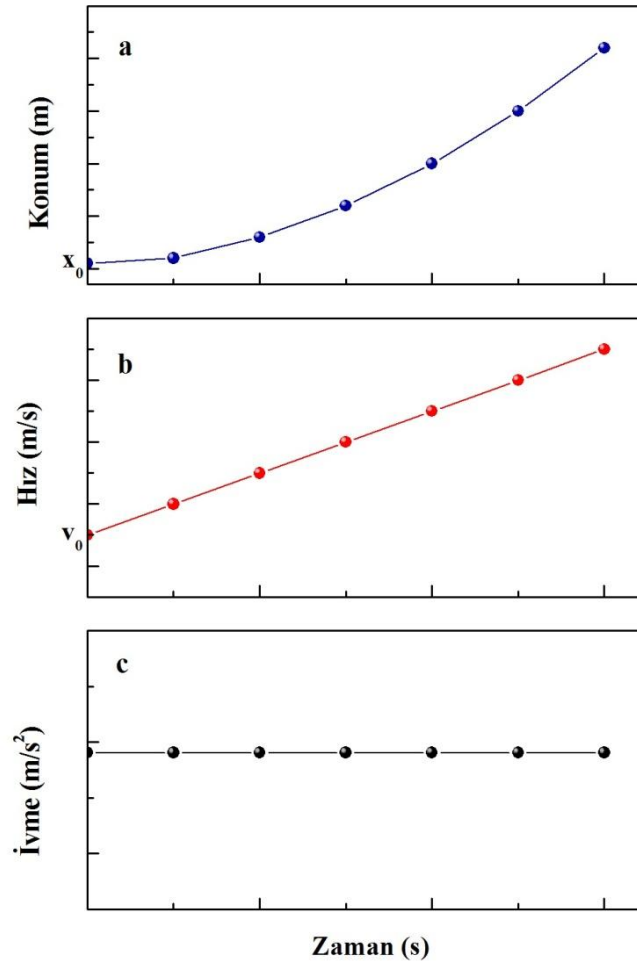 a
Konum (m)
x₀
b
Hız (m/s)
v₀
c
İvme (m/s²)
Zaman (s)